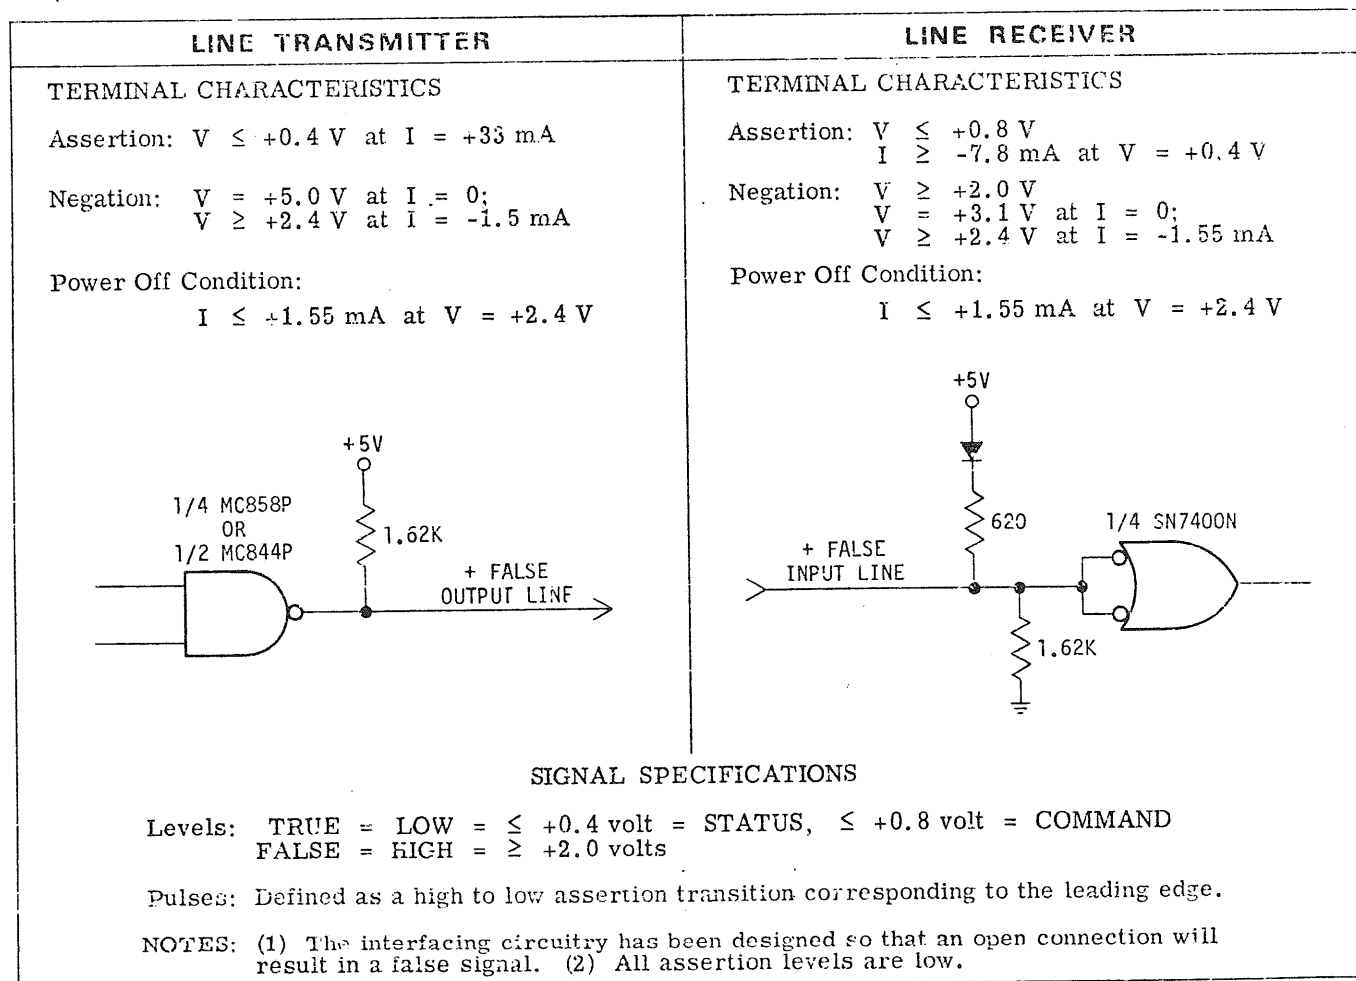 LINE TRANSMITTER
TERMINAL CHARACTERISTICS
Assertion: V ≤ +0.4 V at I = +33 mA
Negation: V = +5.0 V at I = 0;
V ≥ +2.4 V at I = -1.5 mA
Power Off Condition:
I ≤ +1.55 mA at V = +2.4 V
+5V
1/4 MC858P
OR
1/2 MC844P
1.62K
+ FALSE
OUTPUT LINE
LINE RECEIVER
TERMINAL CHARACTERISTICS
Assertion: V ≤ +0.8 V
I ≥ -7.8 mA at V = +0.4 V
Negation: V ≥ +2.0 V
V = +3.1 V at I = 0;
V ≥ +2.4 V at I = -1.55 mA
Power Off Condition:
I ≤ +1.55 mA at V = +2.4 V
+5V
620
1/4 SN7400N
+ FALSE
INPUT LINE
1.62K
SIGNAL SPECIFICATIONS
Levels: TRUE = LOW = ≤ +0.4 volt = STATUS, ≤ +0.8 volt = COMMAND
FALSE = HIGH = ≥ +2.0 volts
Pulses: Defined as a high to low assertion transition corresponding to the leading edge.
NOTES: (1) The interfacing circuitry has been designed so that an open connection will
result in a false signal. (2) All assertion levels are low.